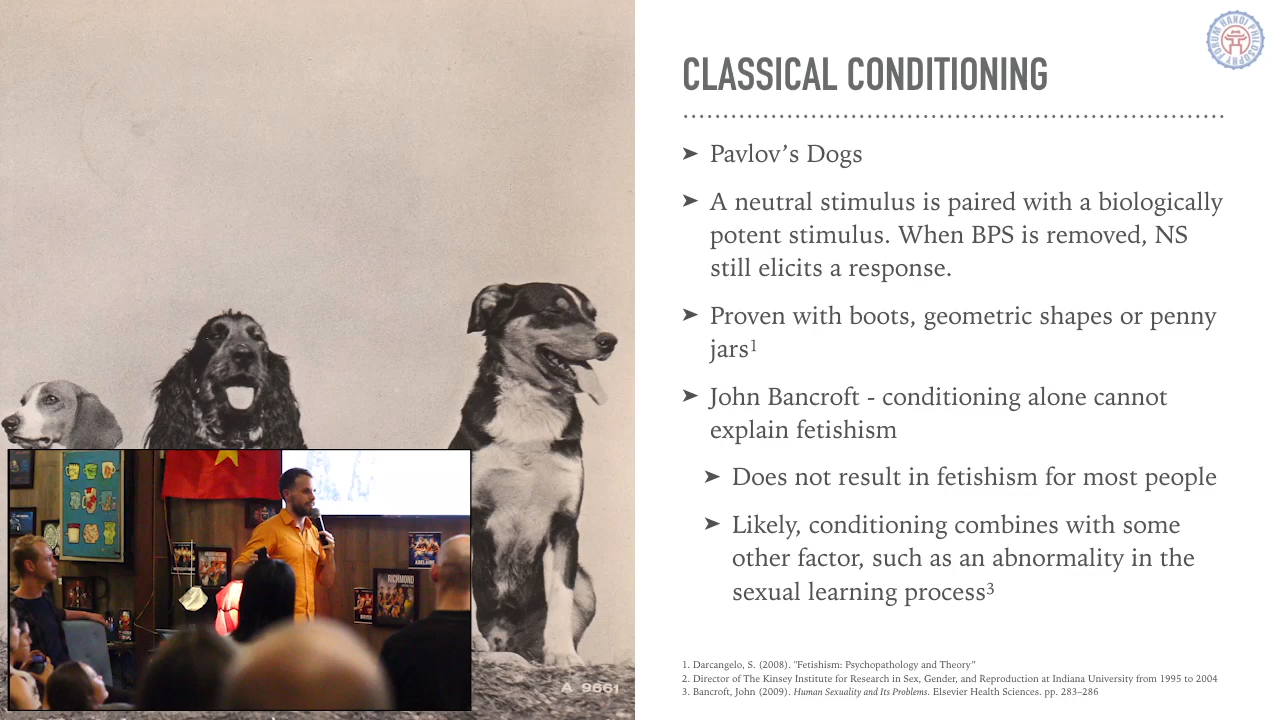 HANOI PHILOSOPHY FORUM
CLASSICAL CONDITIONING
➤ Pavlov’s Dogs
➤ A neutral stimulus is paired with a biologically
potent stimulus. When BPS is removed, NS
still elicits a response.
➤ Proven with boots, geometric shapes or penny
jars¹
➤ John Bancroft - conditioning alone cannot
explain fetishism
➤ Does not result in fetishism for most people
➤ Likely, conditioning combines with some
other factor, such as an abnormality in the
sexual learning process³
1. Darcangelo, S. (2008). "Fetishism: Psychopathology and Theory”
2. Director of The Kinsey Institute for Research in Sex, Gender, and Reproduction at Indiana University from 1995 to 2004
3. Bancroft, John (2009). Human Sexuality and Its Problems. Elsevier Health Sciences. pp. 283–286
A 9661
RICHMOND
ADELAIDE